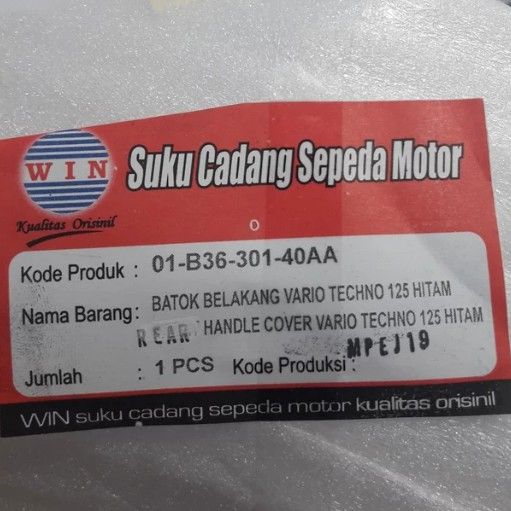 WIN
Kualitas Orisinil
Suku Cadang Sepeda Motor
Kode Produk : 01-B36-301-40AA
Nama Barang: BATOK BELAKANG VARIO TECHNO 125 HITAM
REAR HANDLE COVER VARIO TECHNO 125 HITAM
Jumlah : 1 PCS Kode Produksi : MPEJ19
WIN suku cadang sepeda motor kualitas orisinil